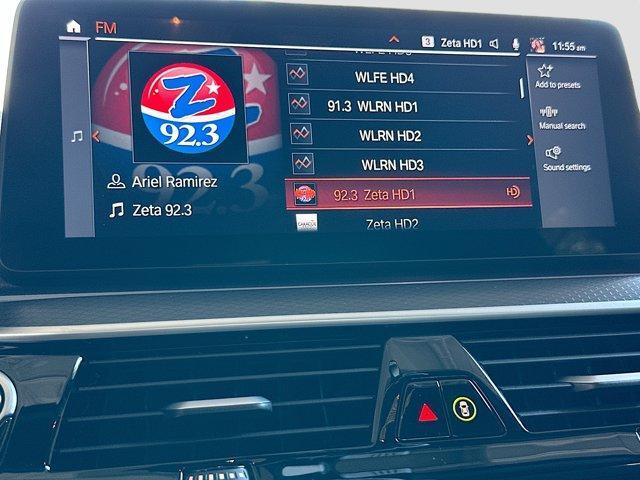 FM
3 Zeta HD1
11:55 am
WLFE HD4
91.3 WLRN HD1
WLRN HD2
WLRN HD3
92.3 Zeta HD1
Zeta HD2
Z
92.3
Ariel Ramirez
Zeta 92.3
Add to presets
Manual search
Sound settings